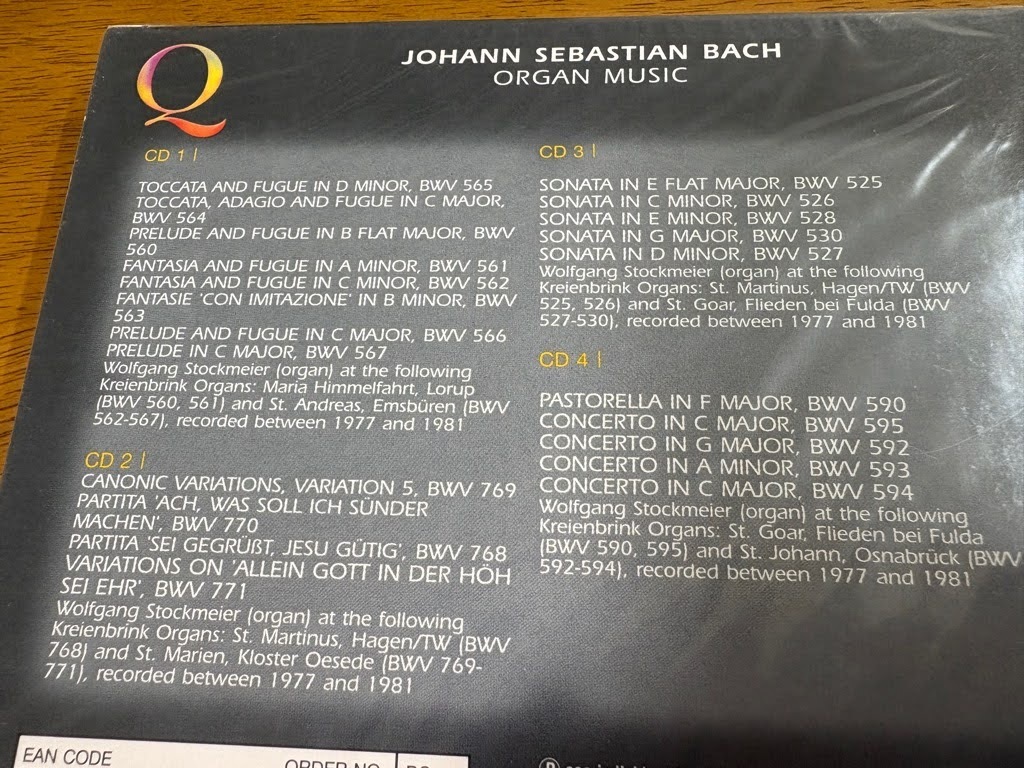 Q
JOHANN SEBASTIAN BACH
ORGAN MUSIC
CD 1 |
TOCCATA AND FUGUE IN D MINOR, BWV 565
TOCCATA, ADAGIO AND FUGUE IN C MAJOR,
BWV 564
PRELUDE AND FUGUE IN B FLAT MAJOR, BWV
560
FANTASIA AND FUGUE IN A MINOR, BWV 561
FANTASIA AND FUGUE IN C MINOR, BWV 562
FANTASIE 'CON IMITAZIONE' IN B MINOR, BWV
563
PRELUDE AND FUGUE IN C MAJOR, BWV 566
PRELUDE IN C MAJOR, BWV 567
Wolfgang Stockmeier (organ) at the following
Kreienbrink Organs: Maria Himmelfahrt, Lorup
(BWV 560, 561) and St. Andreas, Emsbüren (BWV
562-567), recorded between 1977 and 1981
CD 2 |
CANONIC VARIATIONS, VARIATION 5, BWV 769
PARTITA 'ACH, WAS SOLL ICH SÜNDER
MACHEN', BWV 770
PARTITA 'SEI GEGRÜßT, JESU GÜTIG', BWV 768
VARIATIONS ON 'ALLEIN GOTT IN DER HÖH
SEI EHR', BWV 771
Wolfgang Stockmeier (organ) at the following
Kreienbrink Organs: St. Martinus, Hagen/TW (BWV
768) and St. Marien, Kloster Oesede (BWV 769-
771), recorded between 1977 and 1981
CD 3 |
SONATA IN E FLAT MAJOR, BWV 525
SONATA IN C MINOR, BWV 526
SONATA IN E MINOR, BWV 528
SONATA IN G MAJOR, BWV 530
SONATA IN D MINOR, BWV 527
Wolfgang Stockmeier (organ) at the following
Kreienbrink Organs: St. Martinus, Hagen/TW (BWV
525, 526) and St. Goar, Flieden bei Fulda (BWV
527-530), recorded between 1977 and 1981
CD 4 |
PASTORELLA IN F MAJOR, BWV 590
CONCERTO IN C MAJOR, BWV 595
CONCERTO IN G MAJOR, BWV 592
CONCERTO IN A MINOR, BWV 593
CONCERTO IN C MAJOR, BWV 594
Wolfgang Stockmeier (organ) at the following
Kreienbrink Organs: St. Goar, Flieden bei Fulda
(BWV 590, 595) and St. Johann, Osnabrück (BWV
592-594), recorded between 1977 and 1981
EAN CODE
ORDER NO